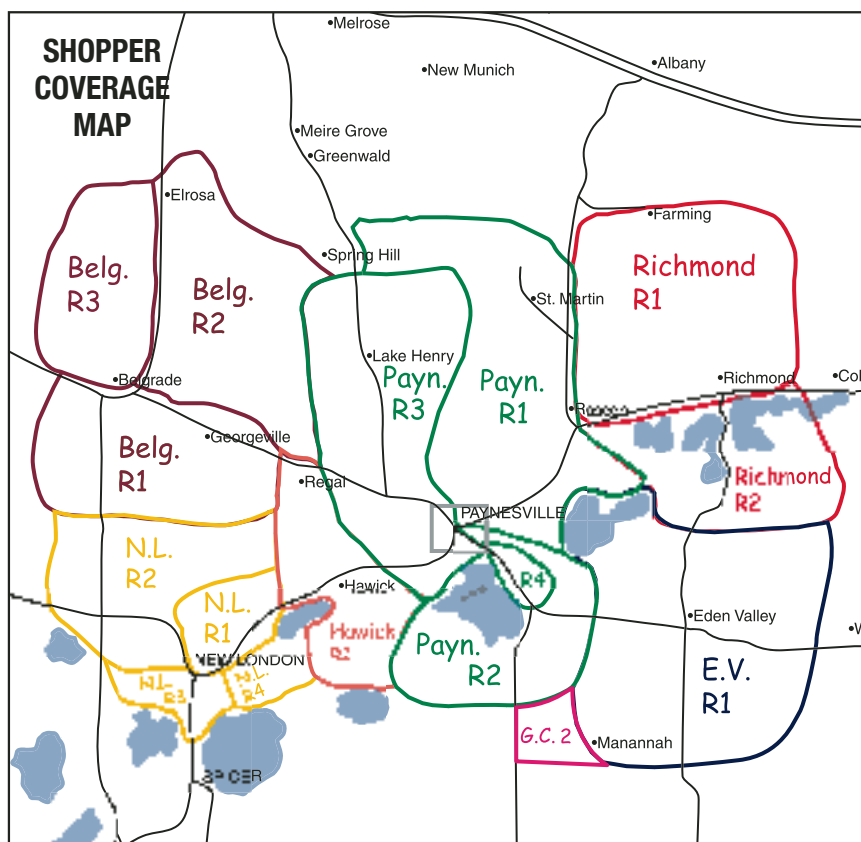 SHOPPER
COVERAGE
MAP
•Melrose
•New Munich
•Albany
•Meire Grove
•Greenwald
•Elrosa
•Farming
•Spring Hill
Belg.
R3
Belg.
R2
Richmond
R1
•St. Martin
•Lake Henry
Payn.
R3
Payn.
R1
•Belgrade
•Richmond
•Col
•Georgeville
Belg.
R1
•Regal
Richmond
R2
PAYNESVILLE
N.L.
R2
R4
•Hawick
N.L.
R1
•Eden Valley
Hawick
Payn.
R2
NEW LONDON
N.L.
R3
N.L.
R4
E.V.
R1
G.C. 2
•Manannah
SPICER